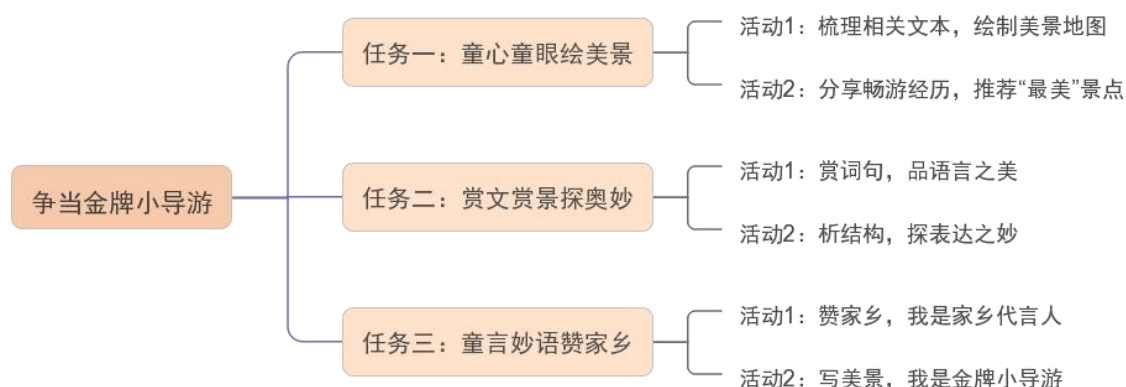 争当金牌小导游
任务一：童心童眼绘美景
活动1：梳理相关文本，绘制美景地图
活动2：分享畅游经历，推荐“最美”景点
任务二：赏文赏景探奥妙
活动1：赏词句，品语言之美
活动2：析结构，探表达之妙
任务三：童言妙语赞家乡
活动1：赞家乡，我是家乡代言人
活动2：写美景，我是金牌小导游